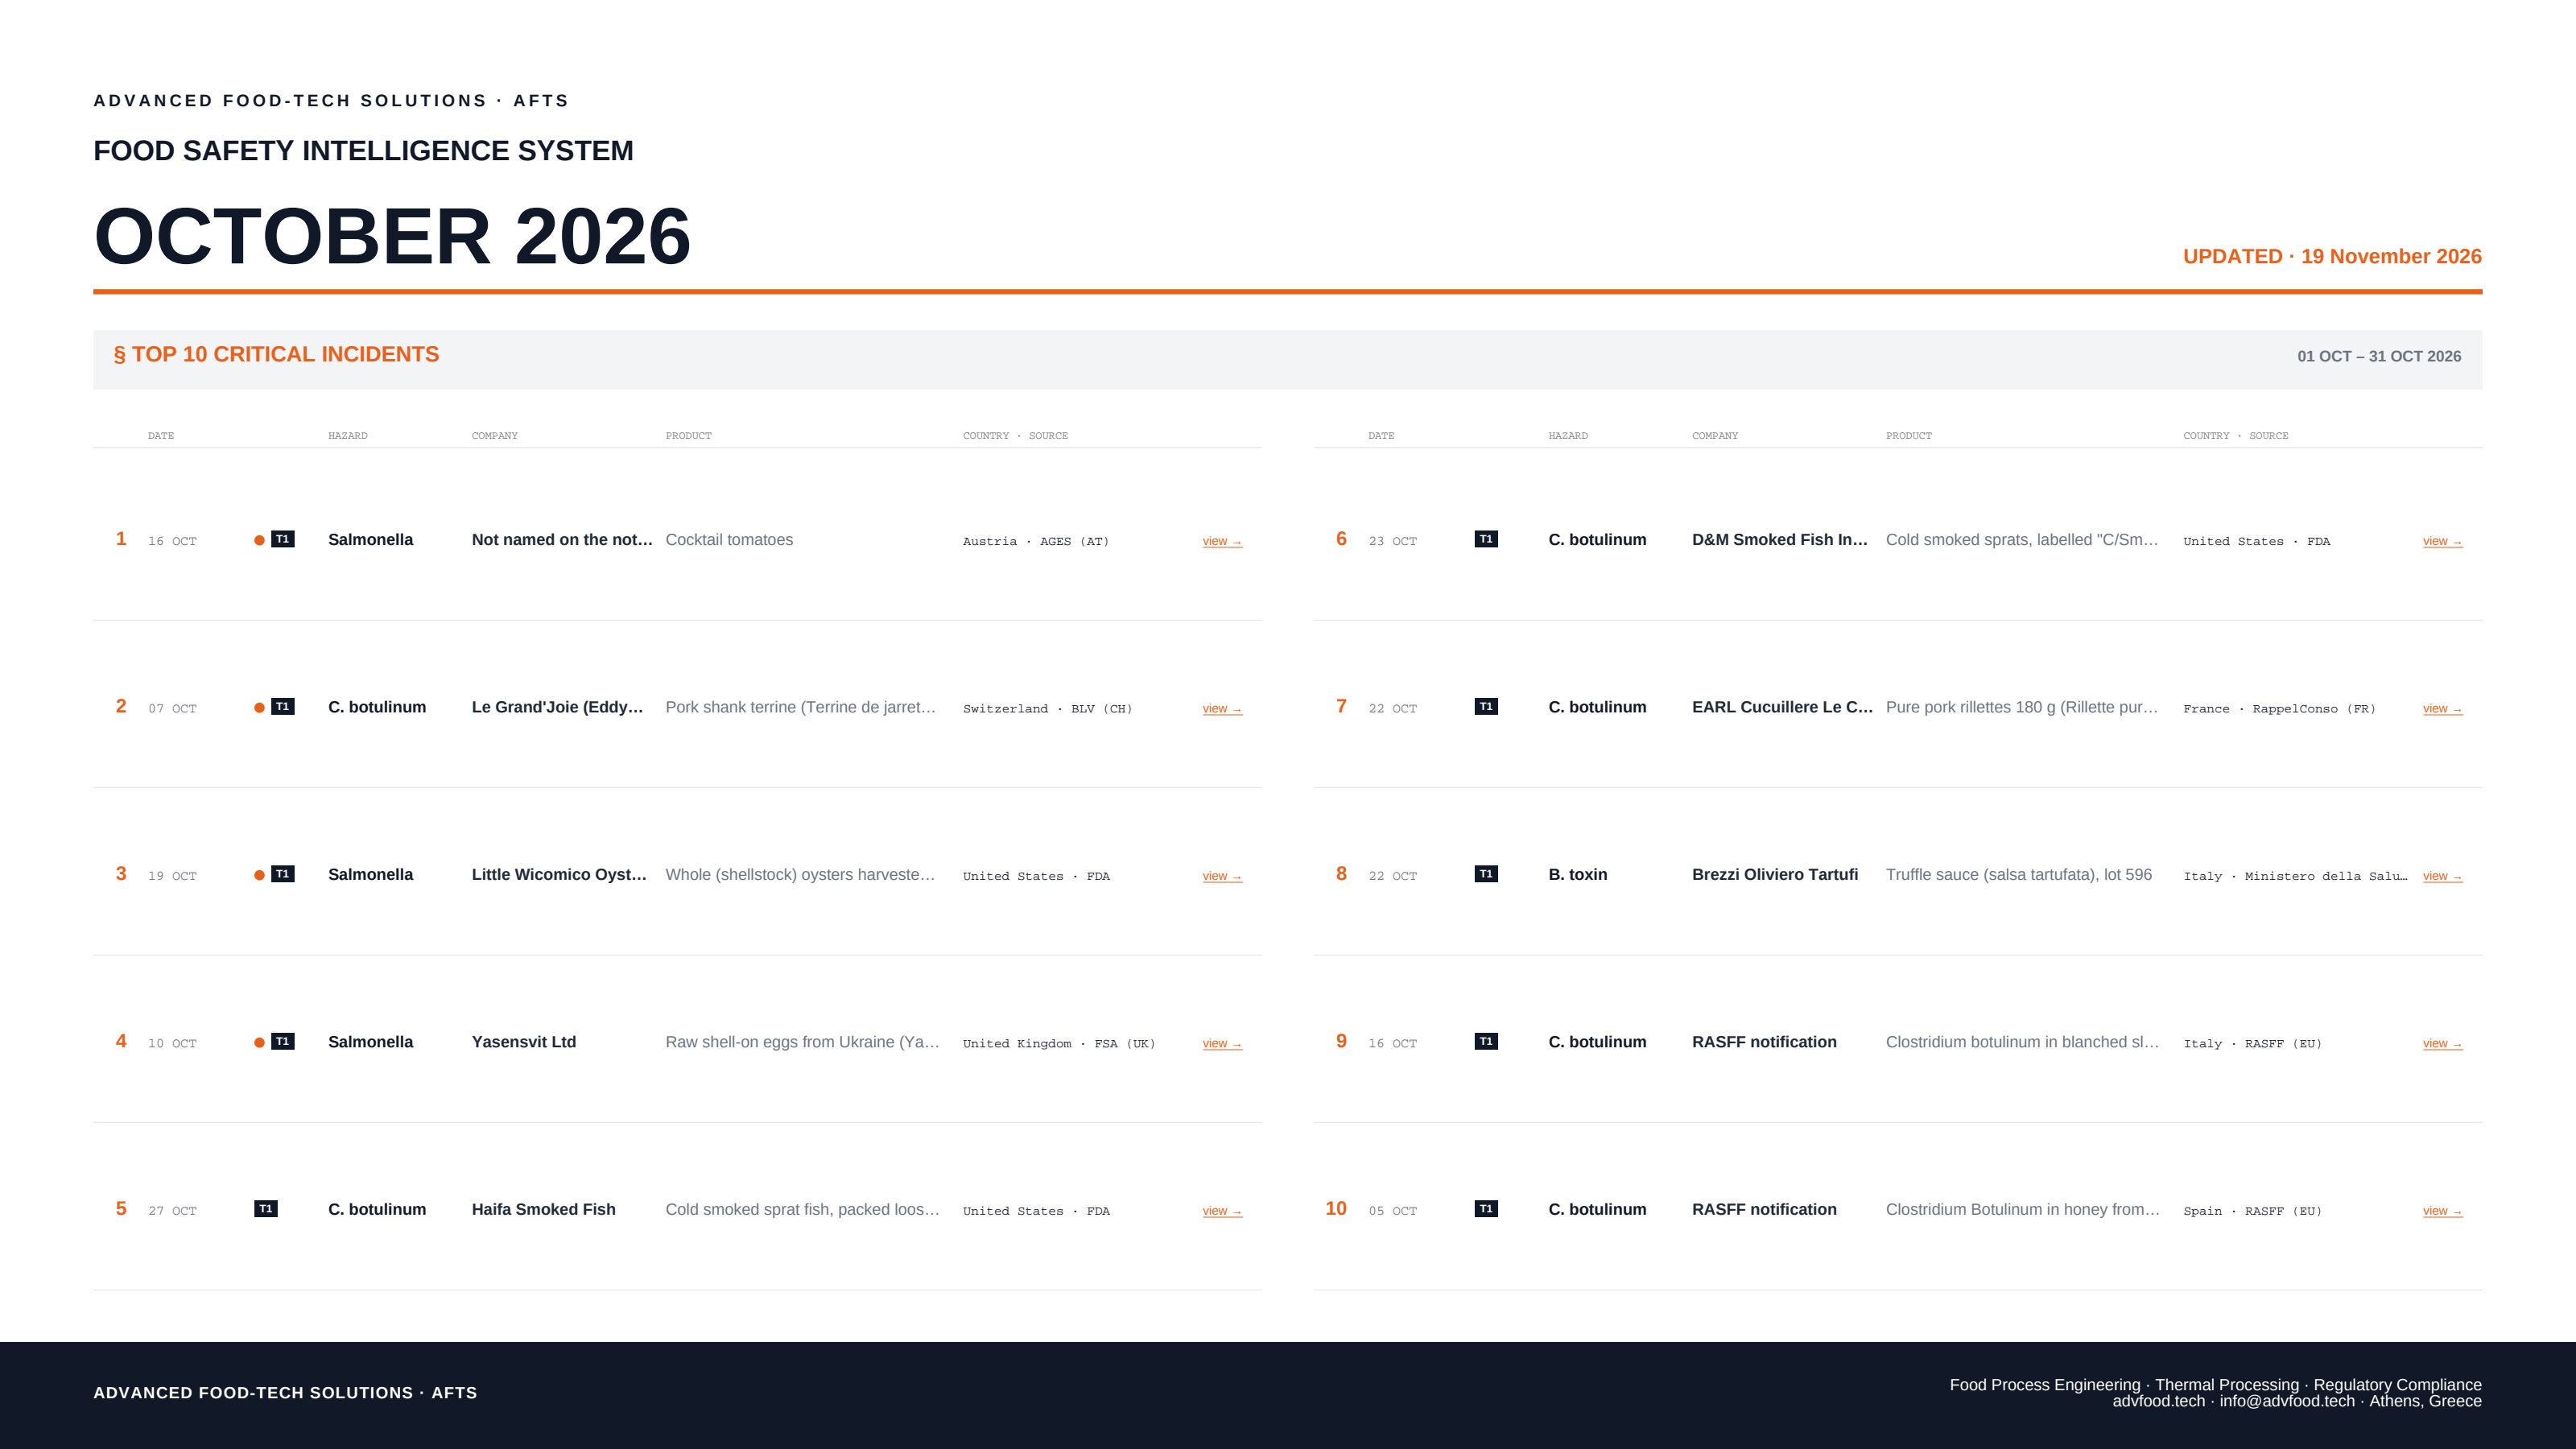 ADVANCED FOOD-TECH SOLUTIONS · AFTS
FOOD SAFETY INTELLIGENCE SYSTEM
OCTOBER 2026
UPDATED · 19 November 2026
§ TOP 10 CRITICAL INCIDENTS
01 OCT – 31 OCT 2026
DATE HAZARD COMPANY PRODUCT COUNTRY · SOURCE
1 16 OCT T1 Salmonella Not named on the not… Cocktail tomatoes Austria · AGES (AT) view →
2 07 OCT T1 C. botulinum Le Grand'Joie (Eddy… Pork shank terrine (Terrine de jarret… Switzerland · BLV (CH) view →
3 19 OCT T1 Salmonella Little Wicomico Oyst… Whole (shellstock) oysters harveste… United States · FDA view →
4 10 OCT T1 Salmonella Yasensvit Ltd Raw shell-on eggs from Ukraine (Ya… United Kingdom · FSA (UK) view →
5 27 OCT T1 C. botulinum Haifa Smoked Fish Cold smoked sprat fish, packed loos… United States · FDA view →
DATE HAZARD COMPANY PRODUCT COUNTRY · SOURCE
6 23 OCT T1 C. botulinum D&M Smoked Fish In… Cold smoked sprats, labelled "C/Sm… United States · FDA view →
7 22 OCT T1 C. botulinum EARL Cucuillere Le C… Pure pork rillettes 180 g (Rillette pur… France · RappelConso (FR) view →
8 22 OCT T1 B. toxin Brezzi Oliviero Tartufi Truffle sauce (salsa tartufata), lot 596 Italy · Ministero della Salu… view →
9 16 OCT T1 C. botulinum RASFF notification Clostridium botulinum in blanched sl… Italy · RASFF (EU) view →
10 05 OCT T1 C. botulinum RASFF notification Clostridium Botulinum in honey from… Spain · RASFF (EU) view →
ADVANCED FOOD-TECH SOLUTIONS · AFTS
Food Process Engineering · Thermal Processing · Regulatory Compliance
advfood.tech · info@advfood.tech · Athens, Greece